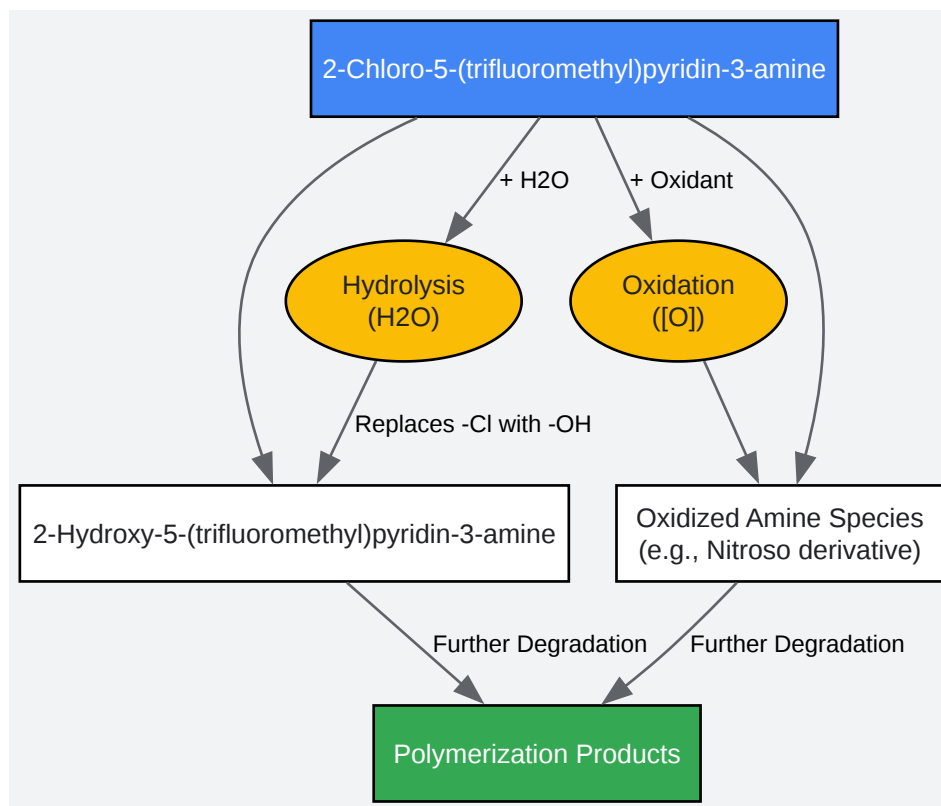 2-Chloro-5-(trifluoromethyl)pyridin-3-amine
+ H2O
+ Oxidant
Hydrolysis
(H2O)
Oxidation
([O])
Replaces -Cl with -OH
2-Hydroxy-5-(trifluoromethyl)pyridin-3-amine
Oxidized Amine Species
(e.g., Nitroso derivative)
Further Degradation
Further Degradation
Polymerization Products